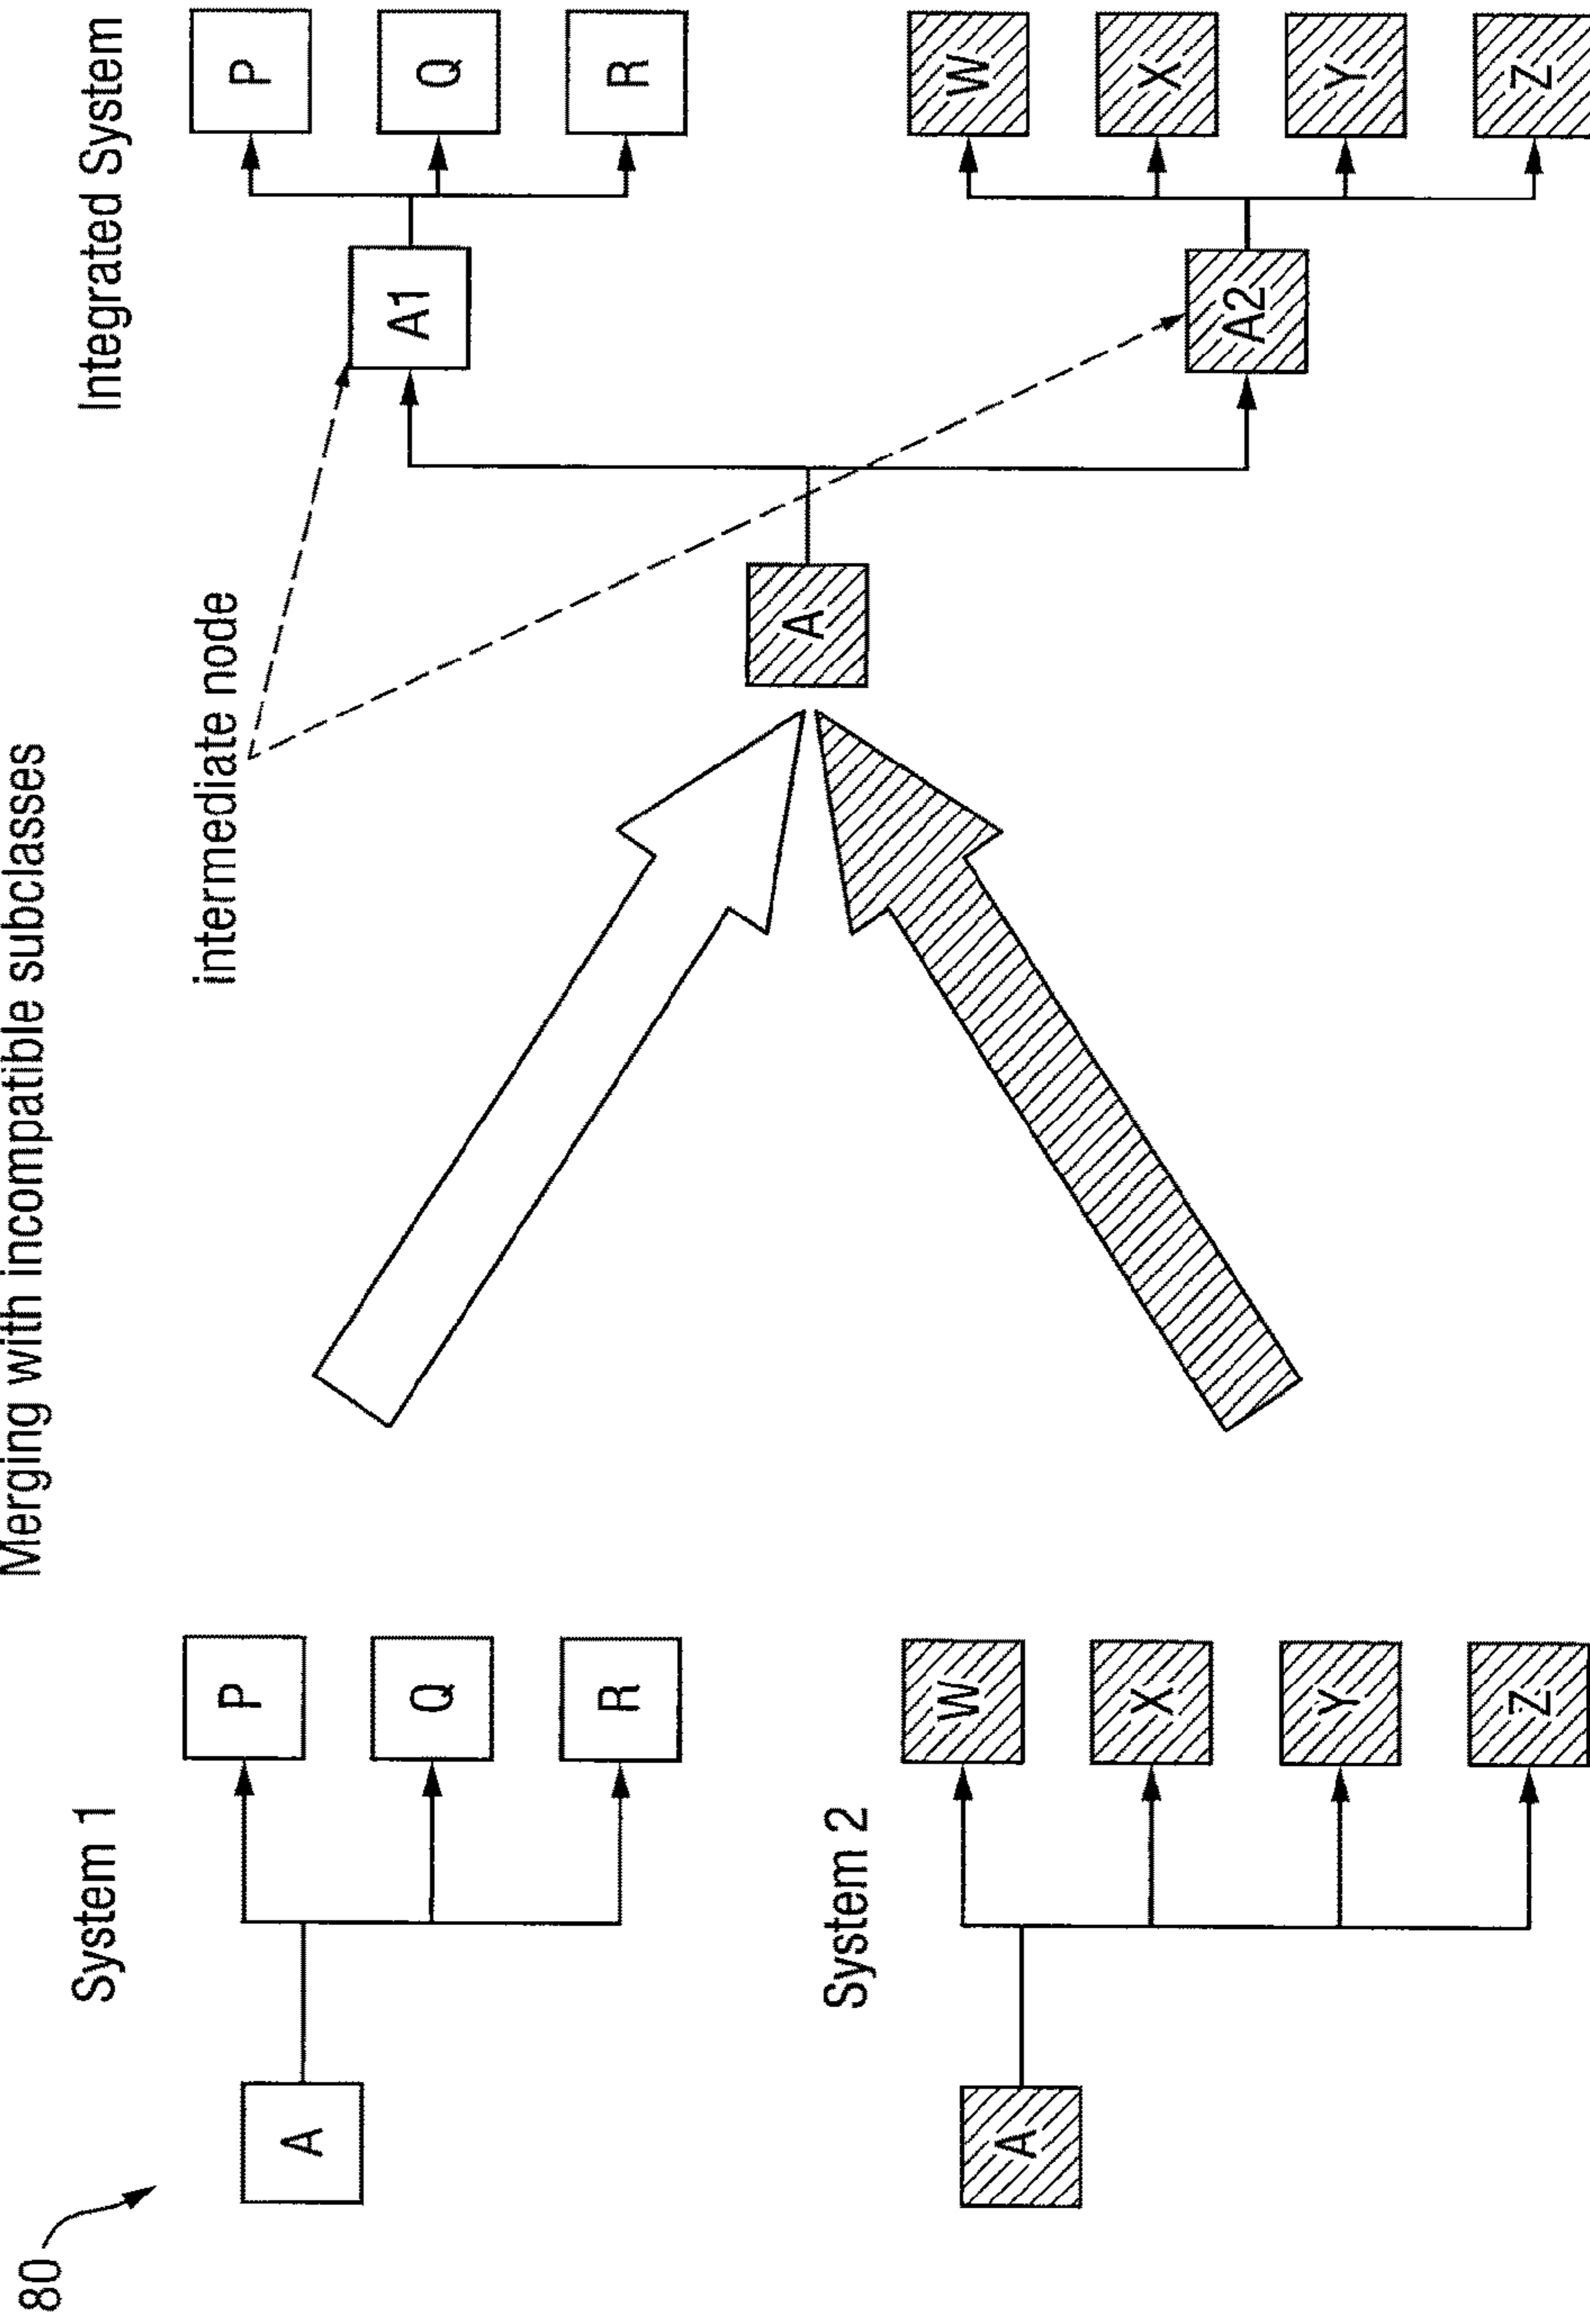 80
Merging with incompatible subclasses
System 1
A
P
Q
R
System 2
A
W
X
Y
Z
Integrated System
intermediate node
A
A1
P
Q
R
A2
W
X
Y
Z